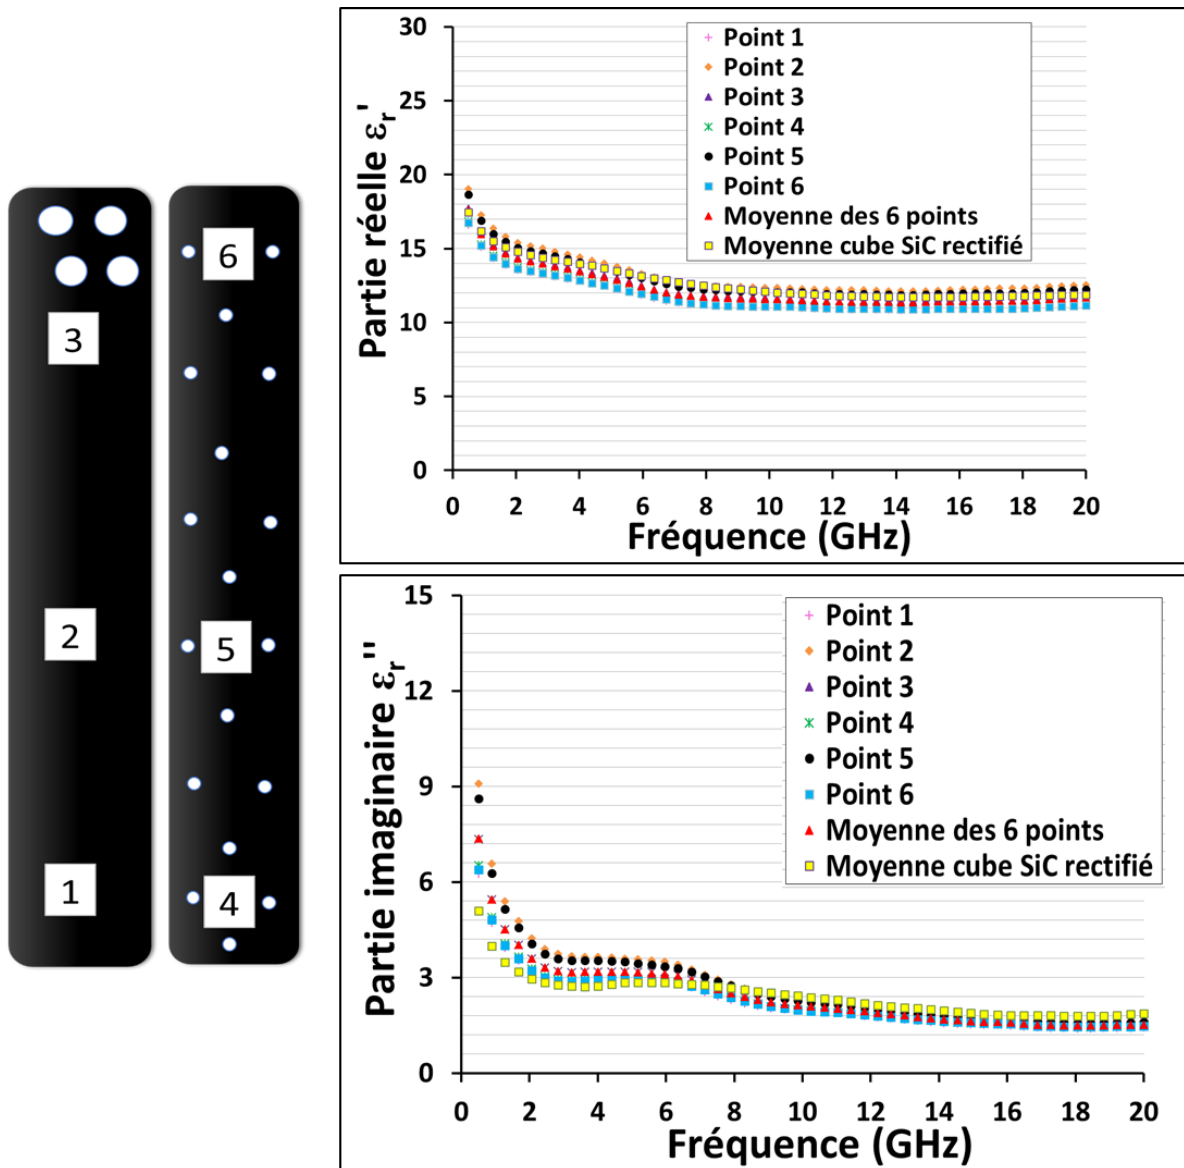 3
2
1
6
5
4
Partie réelle εr'
30
25
20
15
10
5
0
Point 1
Point 2
Point 3
Point 4
Point 5
Point 6
Moyenne des 6 points
Moyenne cube SiC rectifié
0 2 4 6 8 10 12 14 16 18 20
Fréquence (GHz)
Partie imaginaire εr''
15
12
9
6
3
0
Point 1
Point 2
Point 3
Point 4
Point 5
Point 6
Moyenne des 6 points
Moyenne cube SiC rectifié
0 2 4 6 8 10 12 14 16 18 20
Fréquence (GHz)